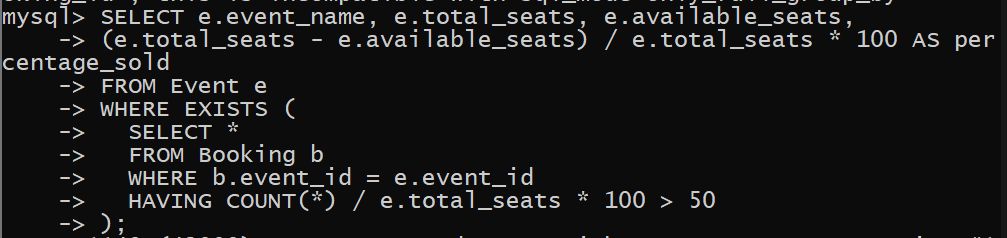 mysql> SELECT e.event_name, e.total_seats, e.available_seats,
    -> (e.total_seats - e.available_seats) / e.total_seats * 100 AS per
centage_sold
    -> FROM Event e
    -> WHERE EXISTS (
    ->   SELECT *
    ->   FROM Booking b
    ->   WHERE b.event_id = e.event_id
    ->   HAVING COUNT(*) / e.total_seats * 100 > 50
    -> );